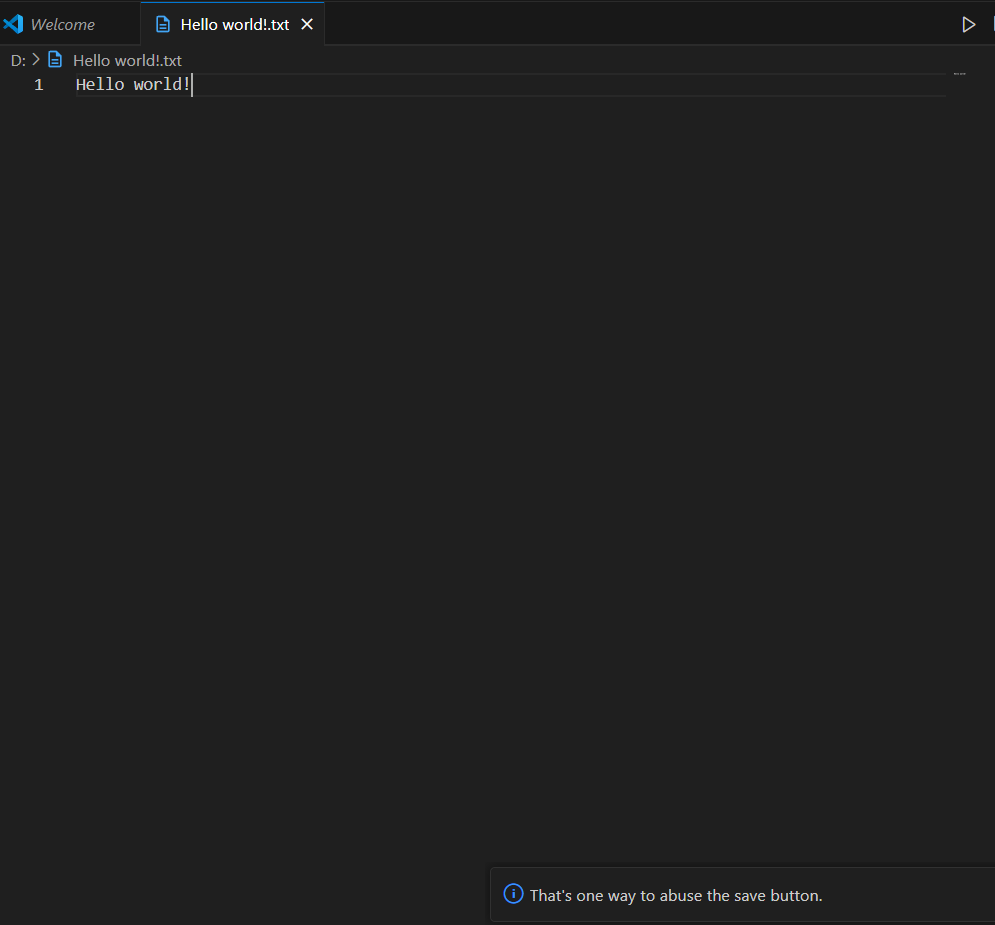 Welcome
Hello world!.txt
D: > Hello world!.txt
1 Hello world!
That's one way to abuse the save button.